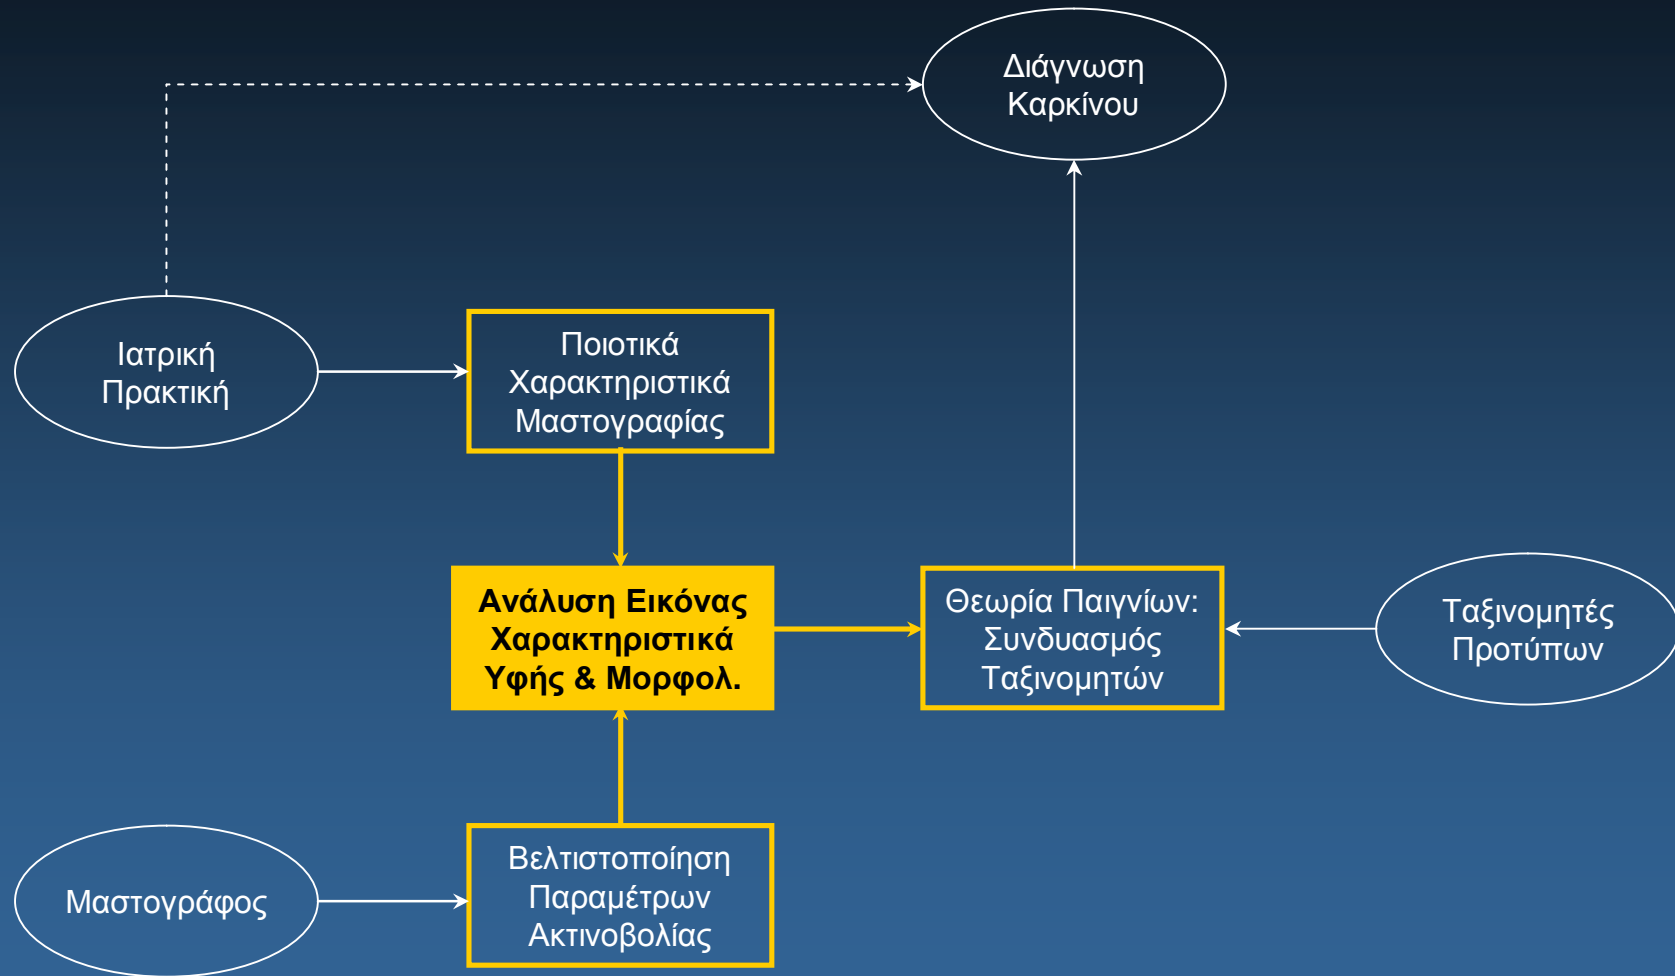 Διάγνωση
Καρκίνου
Ιατρική
Πρακτική
Ποιοτικά
Χαρακτηριστικά
Μαστογραφίας
Ανάλυση Εικόνας
Χαρακτηριστικά
Υφής & Μορφολ.
Θεωρία Παιγνίων:
Συνδυασμός
Ταξινομητών
Ταξινομητές
Προτύπων
Μαστογράφος
Βελτιστοποίηση
Παραμέτρων
Ακτινοβολίας